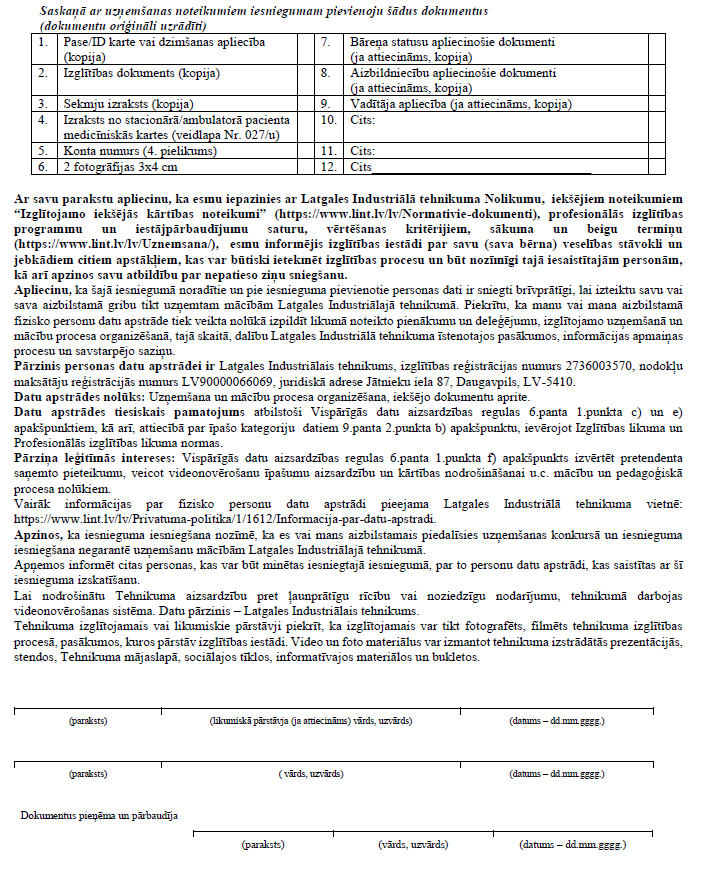 Saskaņā ar uzņemšanas noteikumiem iesniegumam pievienoju šādus dokumentus
(dokumentu oriģināli uzrādīti)
1. Pase/ID karte vai dzimšanas apliecība (kopija)
7. Bāreņa statusu apliecinošie dokumenti (ja attiecināms, kopija)
2. Izglītības dokuments (kopija)
8. Aizbildniecību apliecinošie dokumenti (ja attiecināms, kopija)
3. Sekmju izraksts (kopija)
9. Vadītāja apliecība (ja attiecināms, kopija)
4. Izraksts no stacionārā/ambulatorā pacienta medicīniskās kartes (veidlapa Nr. 027/u)
10. Cits:
5. Konta numurs (4. pielikums)
11. Cits:
6. 2 fotogrāfijas 3x4 cm
12. Cits
Ar savu parakstu apliecinu, ka esmu iepazinies ar Latgales Industriālā tehnikuma Nolikumu, iekšējiem noteikumiem
“Izglītojamo iekšējās kārtības noteikumi” (https://www.lint.lv/lv/Normativie-dokumenti), profesionālās izglītības
programmu un iestājpārbaudījumu saturu, vērtēšanas kritērijiem, sākuma un beigu termiņu
(https://www.lint.lv/lv/Uznemsana/), esmu informējis izglītības iestādi par savu (sava bērna) veselības stāvokli un
jebkādiem citiem apstākļiem, kas var būtiski ietekmēt izglītības procesu un būt nozīmīgi tajā iesaistītajām personām,
kā arī apzinos savu atbildību par nepatieso ziņu sniegšanu.
Apliecinu, ka šajā iesniegumā norādītie un pie iesnieguma pievienotie personas dati ir sniegti brīvprātīgi, lai izteiktu savu vai
sava aizbilstamā gribu tikt uzņemtam mācībām Latgales Industriālajā tehnikumā. Piekrītu, ka manu vai mana aizbilstamā
fizisko personu datu apstrāde tiek veikta nolūkā izpildīt likumā noteikto pienākumu un deleģējumu, izglītojamo uzņemšanā un
mācību procesa organizēšanā, tajā skaitā, dalību Latgales Industriālā tehnikuma īstenotajos pasākumos, informācijas apmaiņas
procesu un savstarpējo saziņu.
Pārzinis personas datu apstrādei ir Latgales Industriālais tehnikums, izglītības reģistrācijas numurs 2736003570, nodokļu
maksātāju reģistrācijas numurs LV90000066069, juridiskā adrese Jātnieku iela 87, Daugavpils, LV-5410.
Datu apstrādes nolūks: Uzņemšana un mācību procesa organizēšana, iekšējo dokumentu aprite.
Datu apstrādes tiesiskais pamatojums atbilstoši Vispārīgās datu aizsardzības regulas 6.panta 1.punkta c) un e)
apakšpunktiem, kā arī, attiecībā par īpašo kategoriju datiem 9.panta 2.punkta b) apakšpunktu, ievērojot Izglītības likuma un
Profesionālās izglītības likuma normas.
Pārziņa leģitīmās intereses: Vispārīgās datu aizsardzības regulas 6.panta 1.punkta f) apakšpunkts izvērtēt pretendenta
saņemto pieteikumu, veicot videonovērošanu īpašumu aizsardzību un kārtības nodrošināšanai u.c. mācību un pedagoģiskā
procesa nolūkiem.
Vairāk informācijas par fizisko personu datu apstrādi pieejama Latgales Industriālā tehnikuma vietnē:
https://www.lint.lv/lv/Privatuma-politika/1/1612/Informacija-par-datu-apstradi.
Apzinos, ka iesnieguma iesniegšana nozīmē, ka es vai mans aizbilstamais piedalīsies uzņemšanas konkursā un iesnieguma
iesniegšana negarantē uzņemšanu mācībām Latgales Industriālajā tehnikumā.
Apņemos informēt citas personas, kas var būt minētas iesniegtajā iesniegumā, par to personu datu apstrādi, kas saistītas ar šī
iesnieguma izskatīšanu.
Lai nodrošinātu Tehnikuma aizsardzību pret ļaunprātīgu rīcību vai noziedzīgu nodarījumu, tehnikumā darbojas
videonovērošanas sistēma. Datu pārzinis – Latgales Industriālais tehnikums.
Tehnikuma izglītojamais vai likumiskie pārstāvji piekrīt, ka izglītojamais var tikt fotografēts, filmēts tehnikuma izglītības
procesā, pasākumos, kuros pārstāv izglītības iestādi. Video un foto materiālus var izmantot tehnikuma izstrādātās prezentācijās,
stendos, Tehnikuma mājaslapā, sociālajos tīklos, informatīvajos materiālos un bukletos.
(paraksts) (likumiskā pārstāvja (ja attiecināms) vārds, uzvārds) (datums – dd.mm.gggg.)
(paraksts) ( vārds, uzvārds) (datums – dd.mm.gggg.)
Dokumentus pieņēma un pārbaudīja
(paraksts) (vārds, uzvārds) (datums – dd.mm.gggg.)